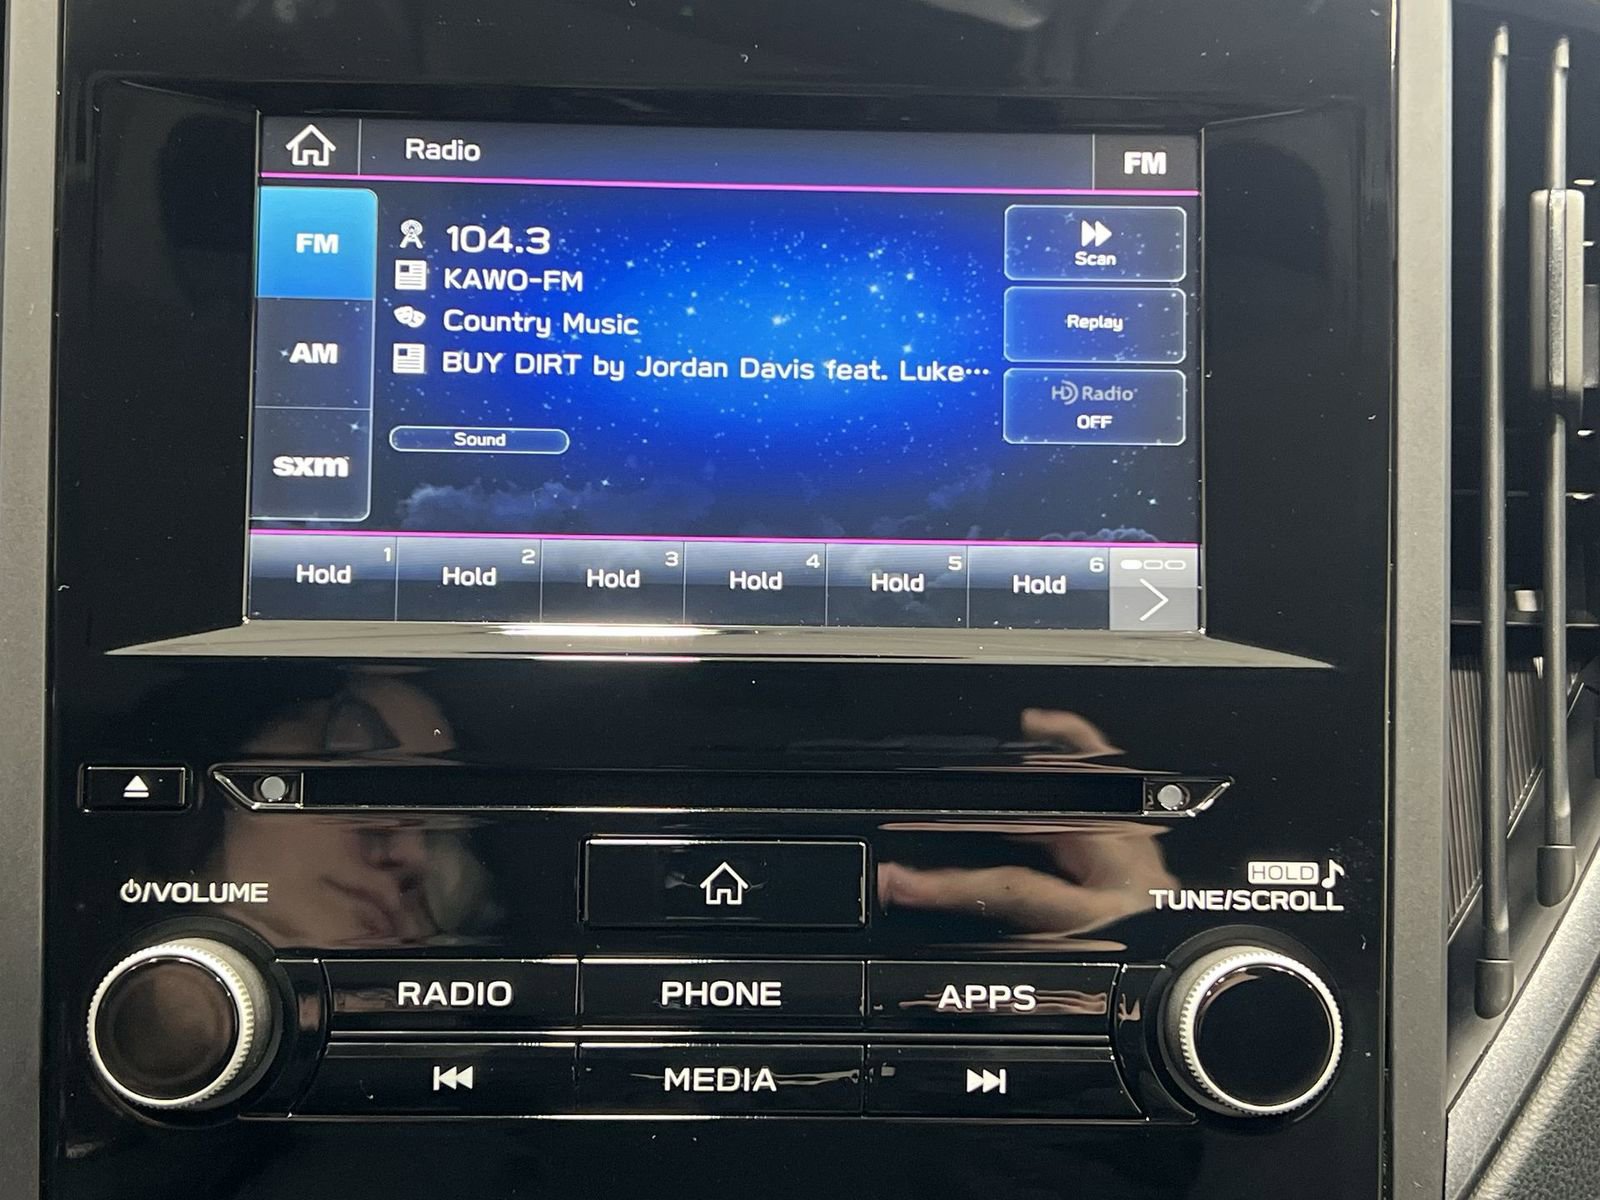 Radio
FM
FM
AM
sxm
104.3
KAWO-FM
Country Music
BUY DIRT by Jordan Davis feat. Luke…
Sound
Scan
Replay
HD Radio
OFF
1
Hold
2
Hold
3
Hold
4
Hold
5
Hold
6
Hold
/VOLUME
HOLD
TUNE/SCROLL
RADIO
PHONE
APPS
MEDIA